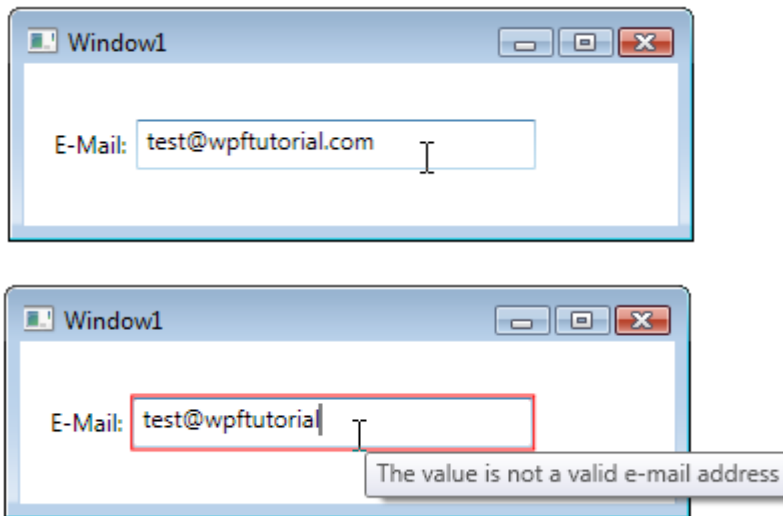 Window1
E-Mail: test@wpftutorial.com
Window1
E-Mail: test@wpftutorial
The value is not a valid e-mail address